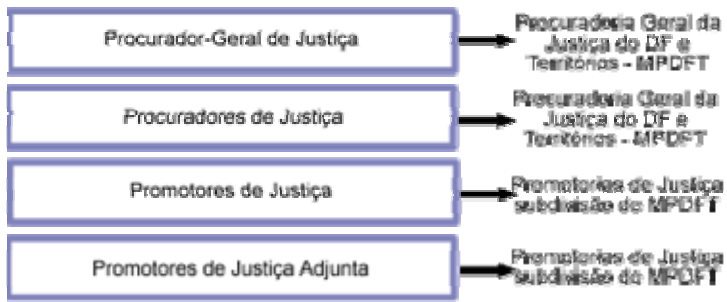 Procurador-Geral de Justiça
Procuradoria Geral da
Justiça do DF e
Territórios - MPDFT
Procuradores de Justiça
Procuradoria Geral da
Justiça do DF e
Territórios - MPDFT
Promotores de Justiça
Promotorias de Justiça
subdivisão do MPDFT
Promotores de Justiça Adjunta
Promotorias de Justiça
subdivisão do MPDFT